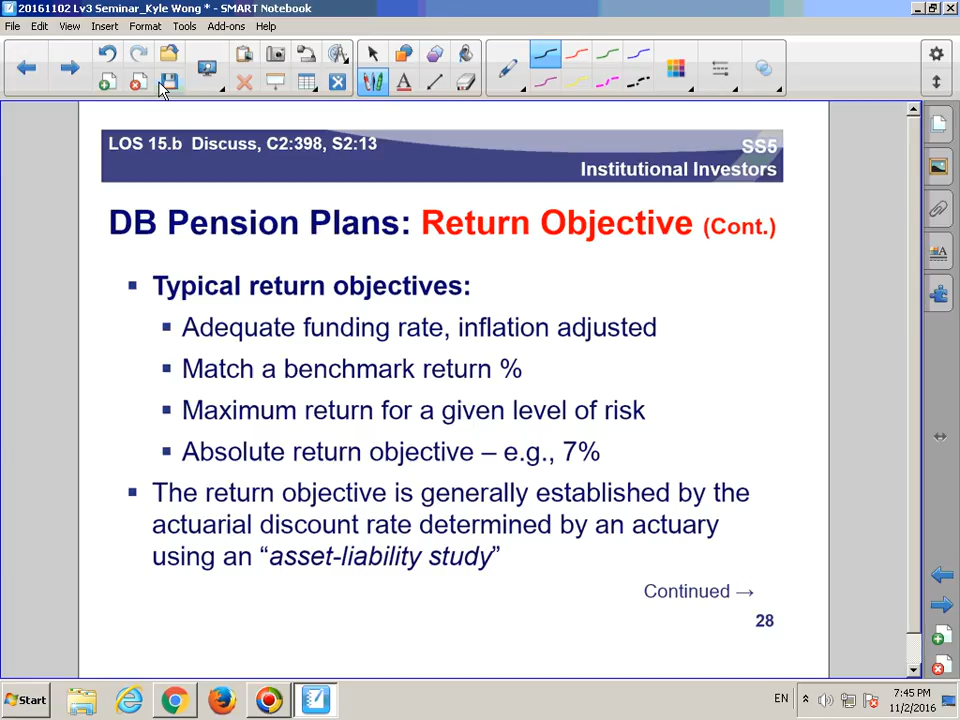 20161102 Lv3 Seminar_Kyle Wong * - SMART Notebook
File Edit View Insert Format Tools Add-ons Help
LOS 15.b Discuss, C2:398, S2:13
SS5
Institutional Investors
DB Pension Plans: Return Objective (Cont.)
Typical return objectives:
Adequate funding rate, inflation adjusted
Match a benchmark return %
Maximum return for a given level of risk
Absolute return objective – e.g., 7%
The return objective is generally established by the
actuarial discount rate determined by an actuary
using an “asset-liability study”
Continued →
28
Start
EN
7:45 PM
11/2/2016